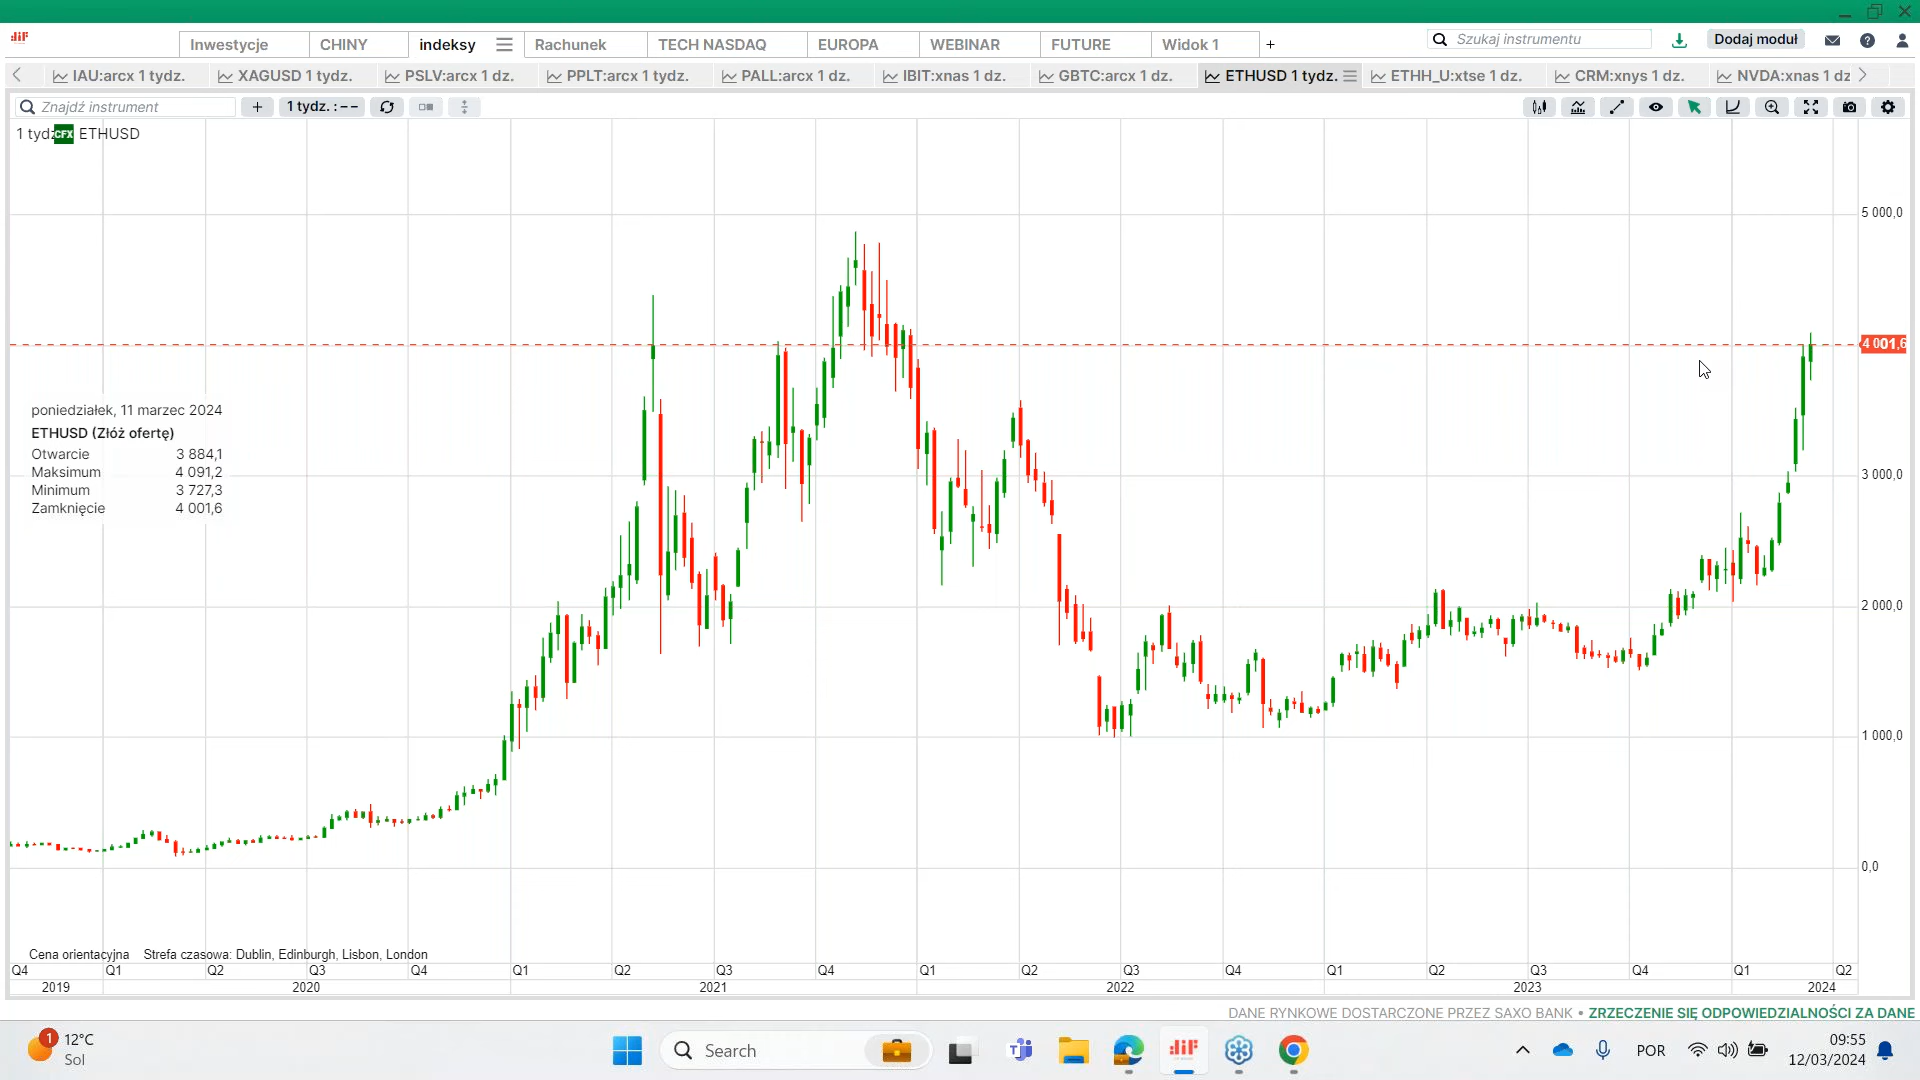 Inwestycje CHINY indeksy Rachunek TECH NASDAQ EUROPA WEBINAR FUTURE Widok 1 + Szukaj instrumentu Dodaj moduł
IAU:arcx 1 tydz. XAGUSD 1 tydz. PSLV:arcx 1 dz. PPLT:arcx 1 tydz. PALL:arcx 1 dz. IBIT:xnas 1 dz. GBTC:arcx 1 dz. ETHUSD 1 tydz. ETHH_U:xtse 1 dz. CRM:xnys 1 dz. NVDA:xnas 1 dz
Znajdź instrument + 1 tydz. : – –
1 tydz CFX ETHUSD
5 000,0
4 001,6
poniedziałek, 11 marzec 2024
ETHUSD (Złóż ofertę)
Otwarcie 3 884,1
Maksimum 4 091,2
Minimum 3 727,3
Zamknięcie 4 001,6
3 000,0
2 000,0
1 000,0
0,0
Cena orientacyjna Strefa czasowa: Dublin, Edinburgh, Lisbon, London
Q4 Q1 Q2 Q3 Q4 Q1 Q2 Q3 Q4 Q1 Q2 Q3 Q4 Q1 Q2 Q3 Q4 Q1 Q2
2019 2020 2021 2022 2023 2024
DANE RYNKOWE DOSTARCZONE PRZEZ SAXO BANK • ZRZECZENIE SIĘ ODPOWIEDZIALNOŚCI ZA DANE
1 12°C
Sol
Search
POR
09:55
12/03/2024